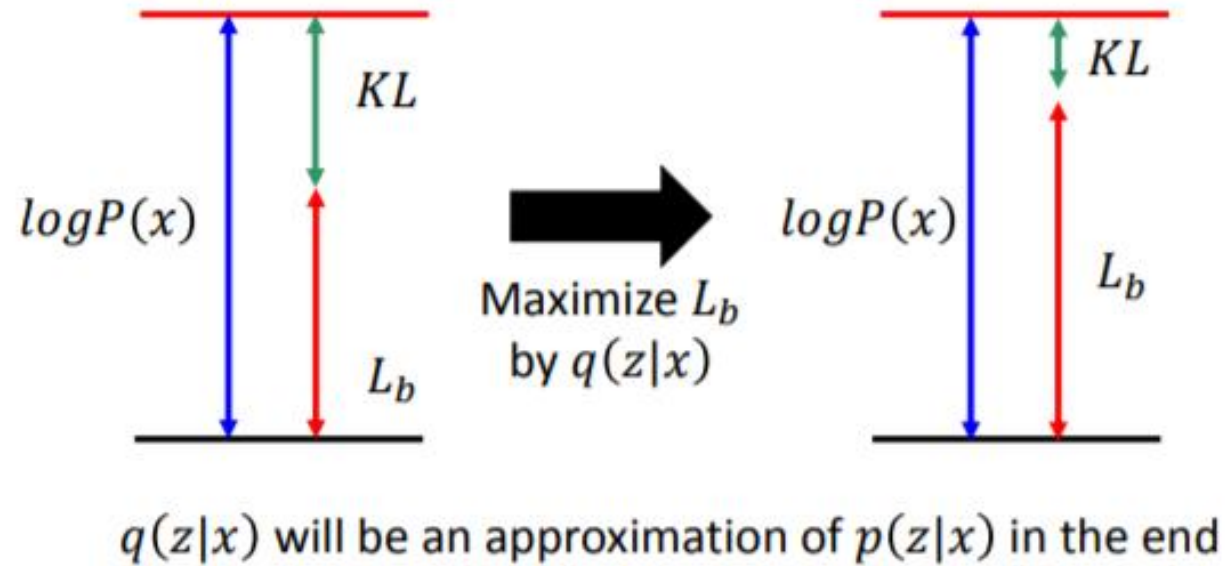 KL
logP(x)
L_b
Maximize L_b
by q(z|x)
KL
logP(x)
L_b
q(z|x) will be an approximation of p(z|x) in the end